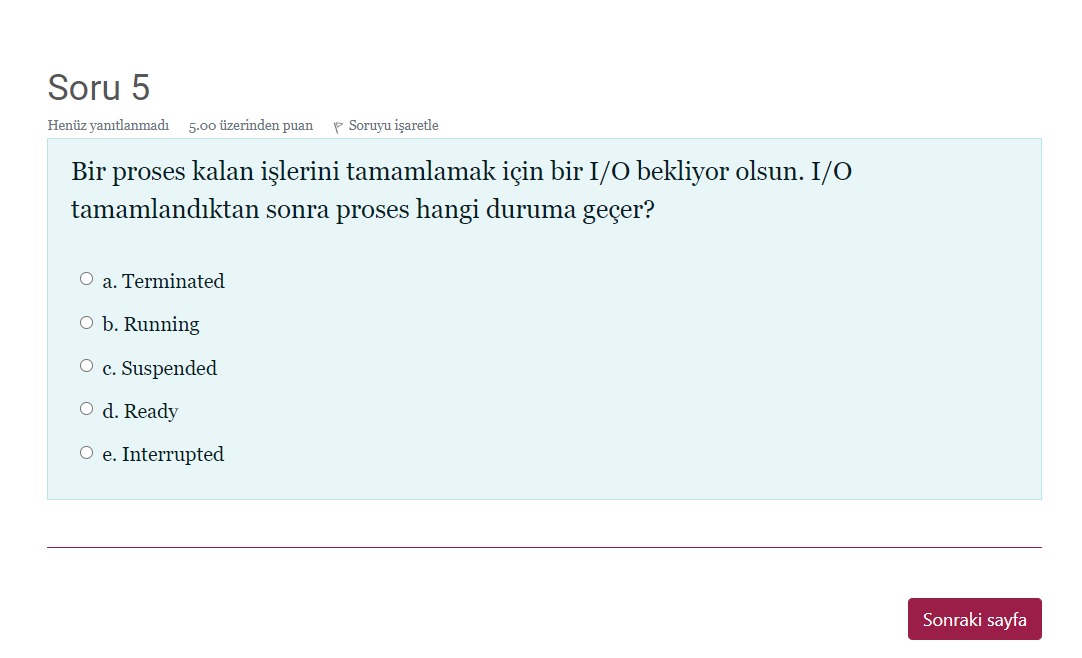 Soru 5
Henüz yanıtlanmadı 5.00 üzerinden puan Soruyu işaretle
Bir proses kalan işlerini tamamlamak için bir I/O bekliyor olsun. I/O
tamamlandıktan sonra proses hangi duruma geçer?
a. Terminated
b. Running
c. Suspended
d. Ready
e. Interrupted
Sonraki sayfa